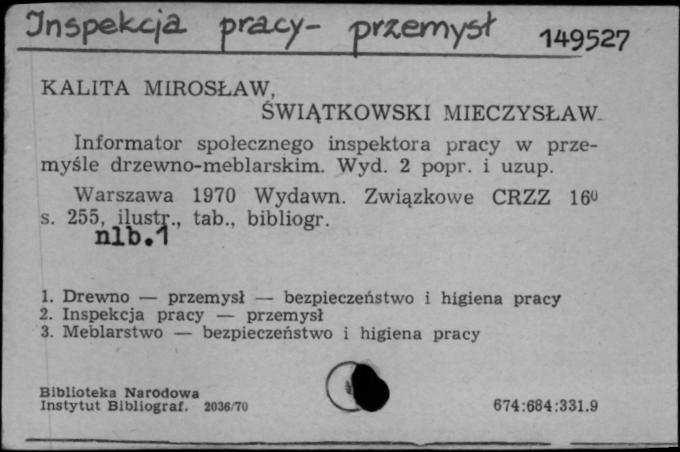 Inspekcja pracy - przemysł 149527
KALITA MIROSŁAW,
ŚWIĄTKOWSKI MIECZYSŁAW
Informator społecznego inspektora pracy w prze-
myśle drzewno-meblarskim. Wyd. 2 popr. i uzup.
Warszawa 1970 Wydawn. Związkowe CRZZ 16⁰
s. 255, ilustr., tab., bibliogr.
nlb.1
1. Drewno — przemysł — bezpieczeństwo i higiena pracy
2. Inspekcja pracy — przemysł
3. Meblarstwo — bezpieczeństwo i higiena pracy
Biblioteka Narodowa
Instytut Bibliograf. 2036/70 674:684:331.9